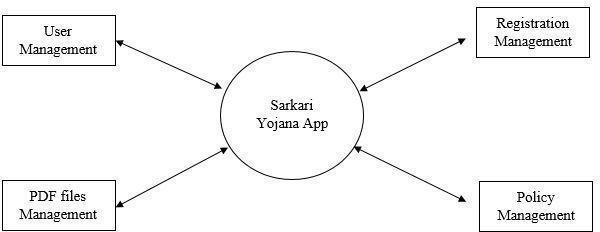 User
Management
Registration
Management
Sarkari
Yojana App
PDF files
Management
Policy
Management